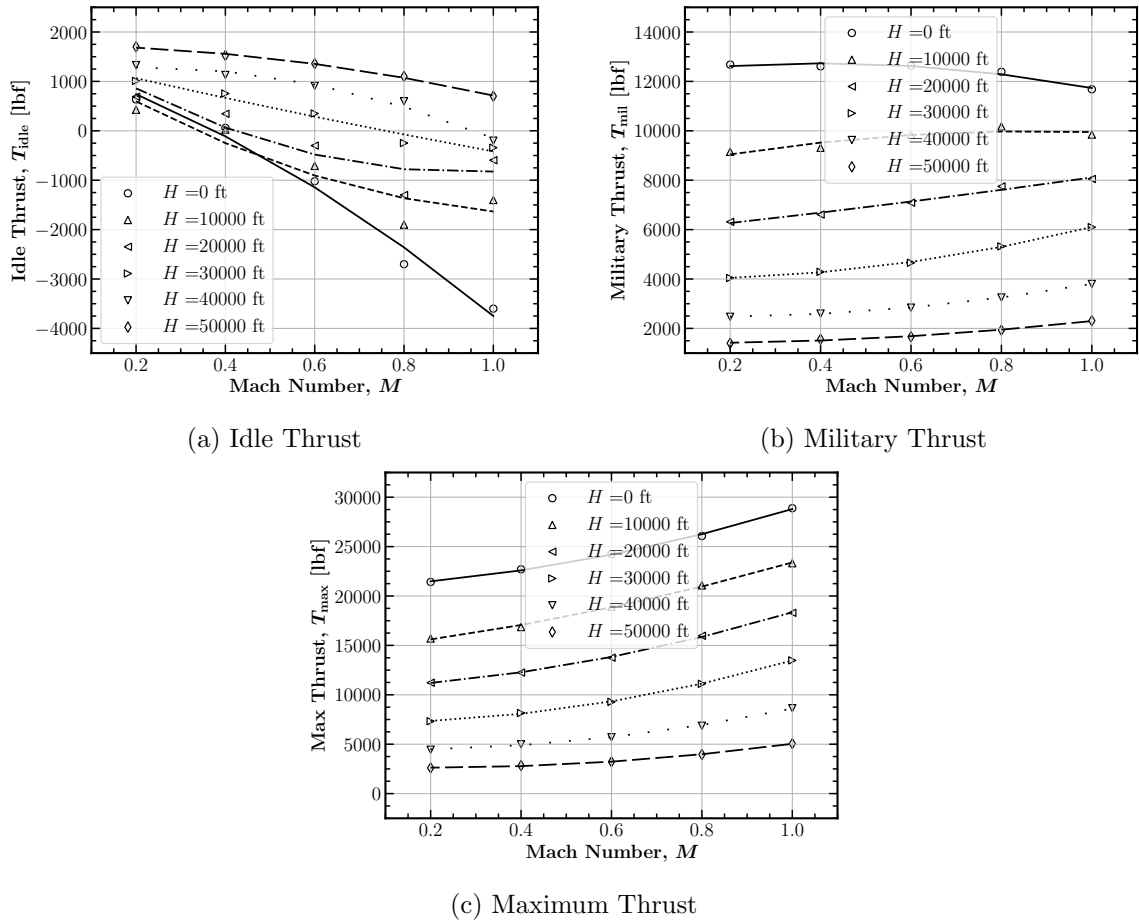 2000
1000
0
−1000
−2000
−3000
−4000
Idle Thrust, T_idle [lbf]
H =0 ft
H =10000 ft
H =20000 ft
H =30000 ft
H =40000 ft
H =50000 ft
0.2 0.4 0.6 0.8 1.0
Mach Number, M
(a) Idle Thrust
14000
12000
10000
8000
6000
4000
2000
Military Thrust, T_mil [lbf]
H =0 ft
H =10000 ft
H =20000 ft
H =30000 ft
H =40000 ft
H =50000 ft
0.2 0.4 0.6 0.8 1.0
Mach Number, M
(b) Military Thrust
30000
25000
20000
15000
10000
5000
0
Max Thrust, T_max [lbf]
H =0 ft
H =10000 ft
H =20000 ft
H =30000 ft
H =40000 ft
H =50000 ft
0.2 0.4 0.6 0.8 1.0
Mach Number, M
(c) Maximum Thrust